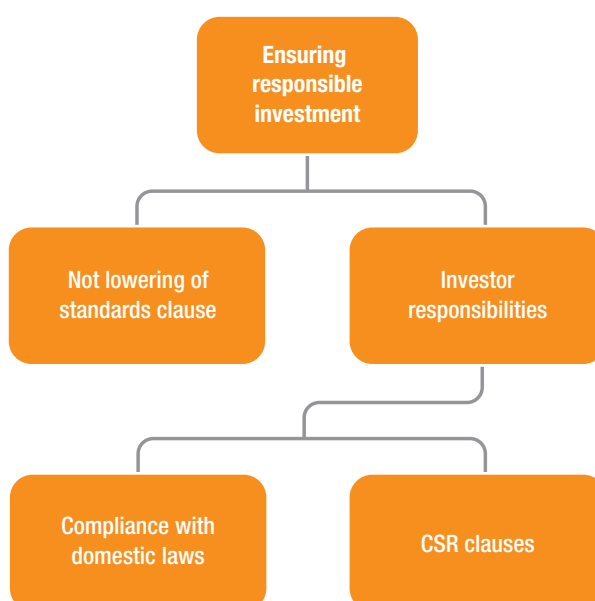 Ensuring
responsible
investment
Not lowering of
standards clause
Investor
responsibilities
Compliance with
domestic laws
CSR clauses